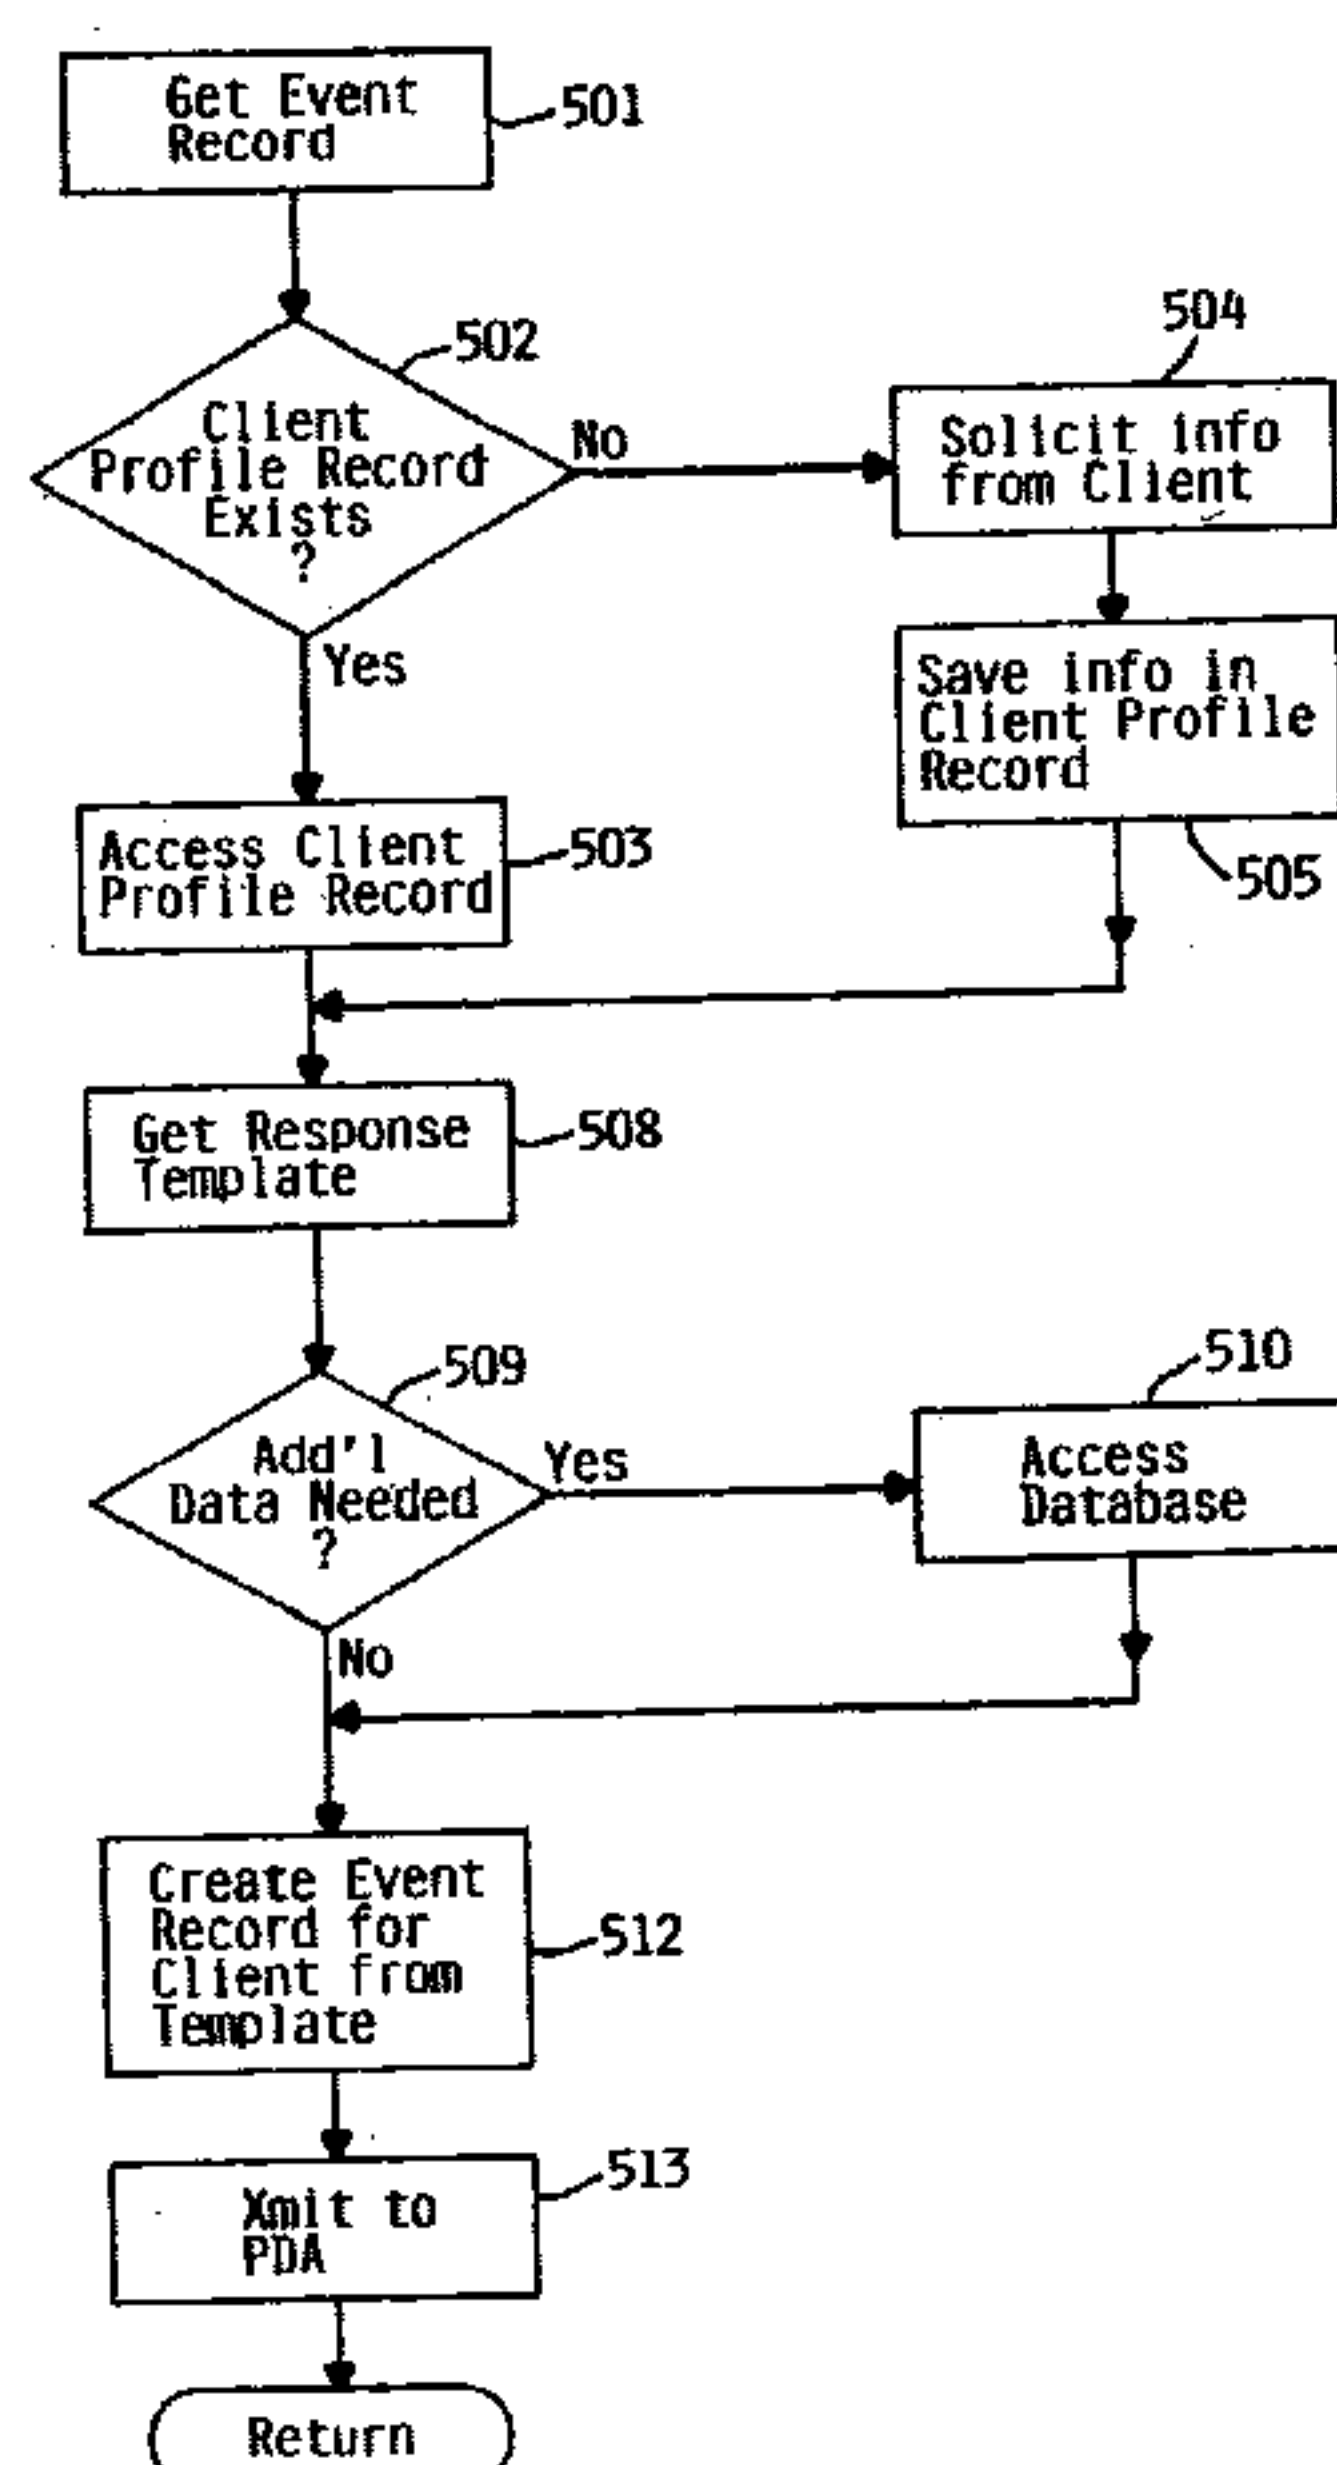 Get Event
Record
501
502
Client
Profile Record
Exists
?
No
Yes
504
Solicit info
from Client
Save info in
Client Profile
Record
505
Access Client
Profile Record
503
Get Response
Template
508
509
Add'l
Data Needed
?
Yes
No
510
Access
Database
Create Event
Record for
Client from
Template
512
Xmit to
PDA
513
Return